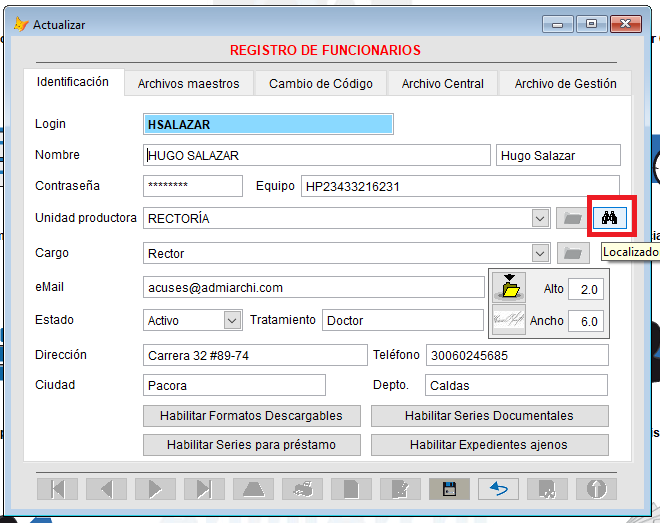 Actualizar
REGISTRO DE FUNCIONARIOS
Identificación Archivos maestros Cambio de Código Archivo Central Archivo de Gestión
Login HSALAZAR
Nombre HUGO SALAZAR Hugo Salazar
Contraseña ******** Equipo HP23433216231
Unidad productora RECTORÍA
Cargo Rector
Localizado
eMail acuses@admiarchi.com Alto 2.0
Estado Activo Tratamiento Doctor Ancho 6.0
Dirección Carrera 32 #89-74 Teléfono 30060245685
Ciudad Pacora Depto. Caldas
Habilitar Formatos Descargables Habilitar Series Documentales
Habilitar Series para préstamo Habilitar Expedientes ajenos